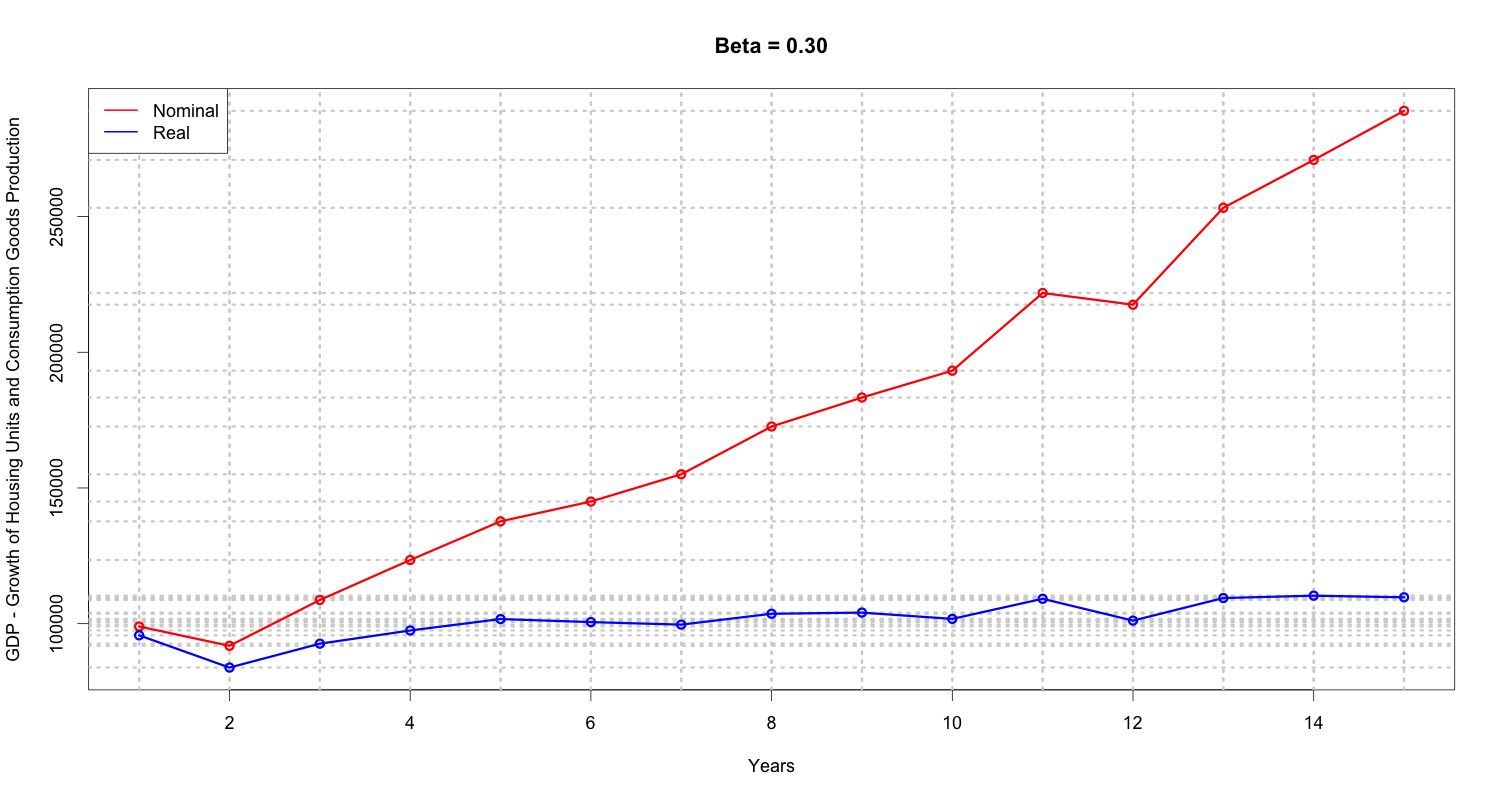 Beta = 0.30
Nominal
Real
GDP - Growth of Housing Units and Consumption Goods Production
250000
200000
150000
100000
2 4 6 8 10 12 14
Years